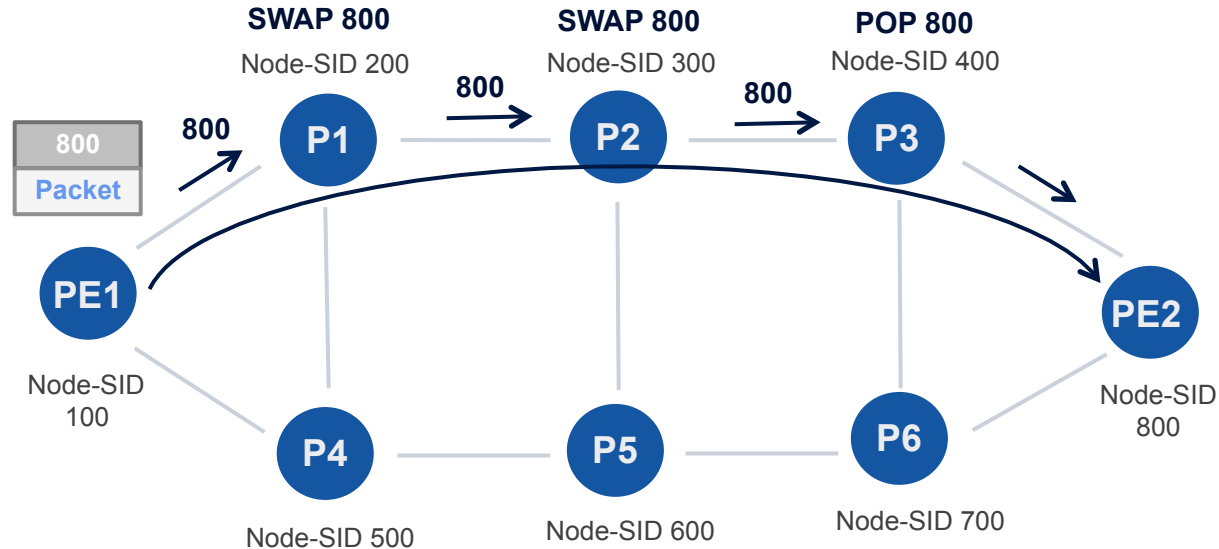 SWAP 800
SWAP 800
POP 800
Node-SID 200
Node-SID 300
Node-SID 400
800
800
800
800
Packet
P1
P2
P3
PE1
PE2
Node-SID
100
Node-SID
800
P4
P5
P6
Node-SID 500
Node-SID 600
Node-SID 700